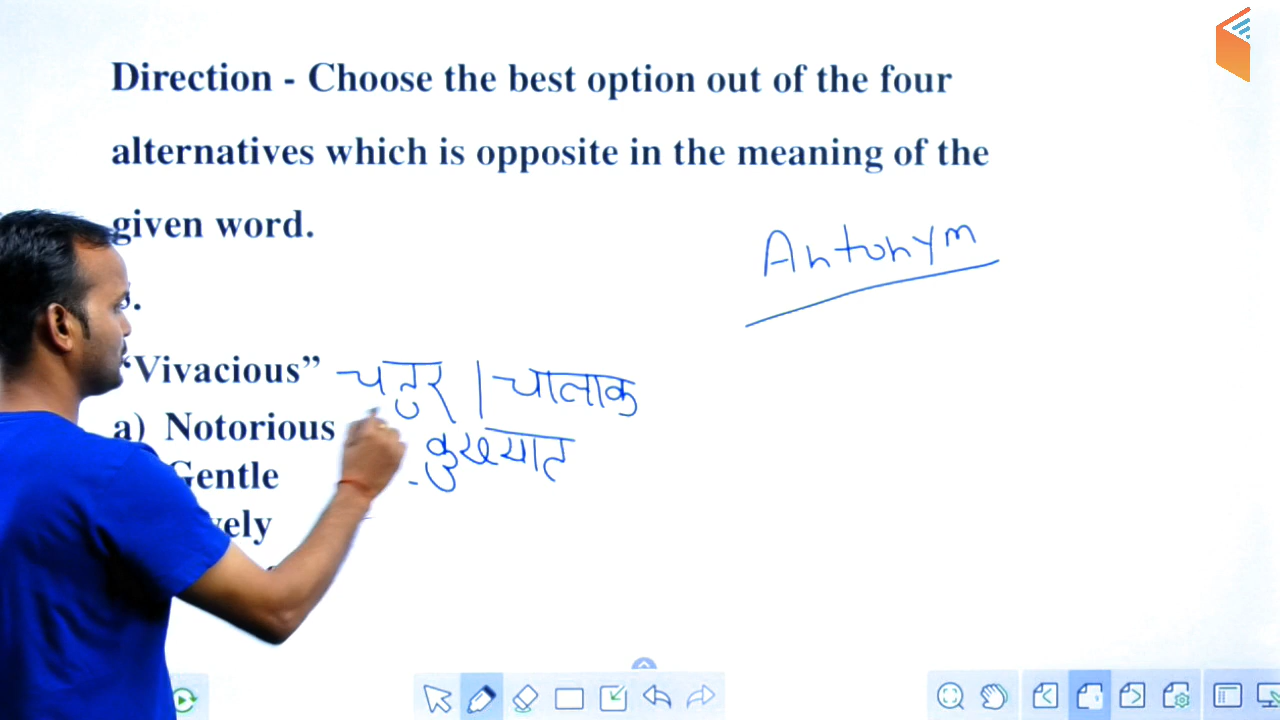 Direction - Choose the best option out of the four
alternatives which is opposite in the meaning of the
given word.
Antonym
“Vivacious” चतुर | चालाक
a) Notorious कुख्यात
Gentle